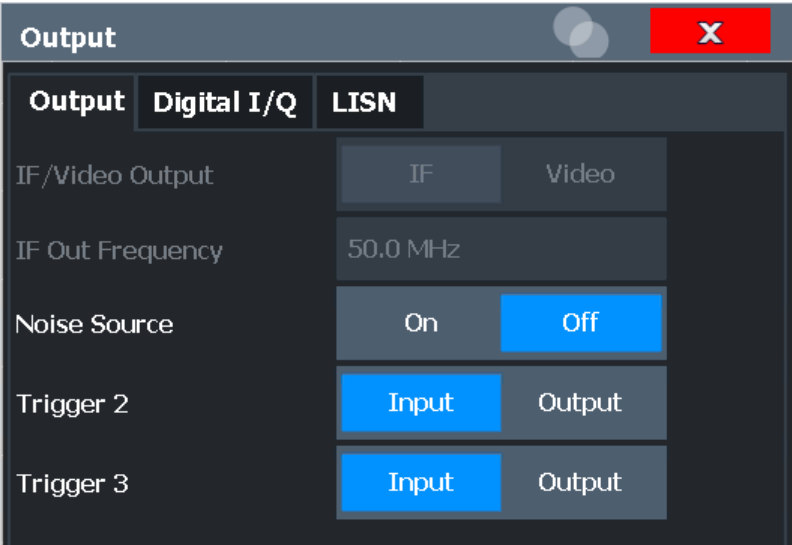 Output
X
Output Digital I/Q LISN
IF/Video Output IF Video
IF Out Frequency 50.0 MHz
Noise Source On Off
Trigger 2 Input Output
Trigger 3 Input Output